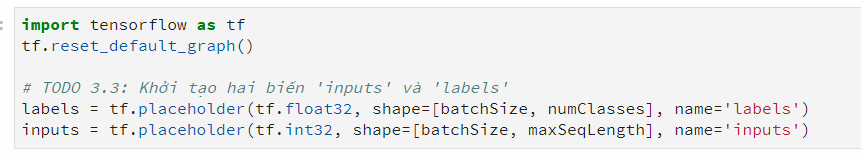 import tensorflow as tf
tf.reset_default_graph()
# TODO 3.3: Khởi tạo hai biến 'inputs' và 'labels'
labels = tf.placeholder(tf.float32, shape=[batchSize, numClasses], name='labels')
inputs = tf.placeholder(tf.int32, shape=[batchSize, maxSeqLength], name='inputs')